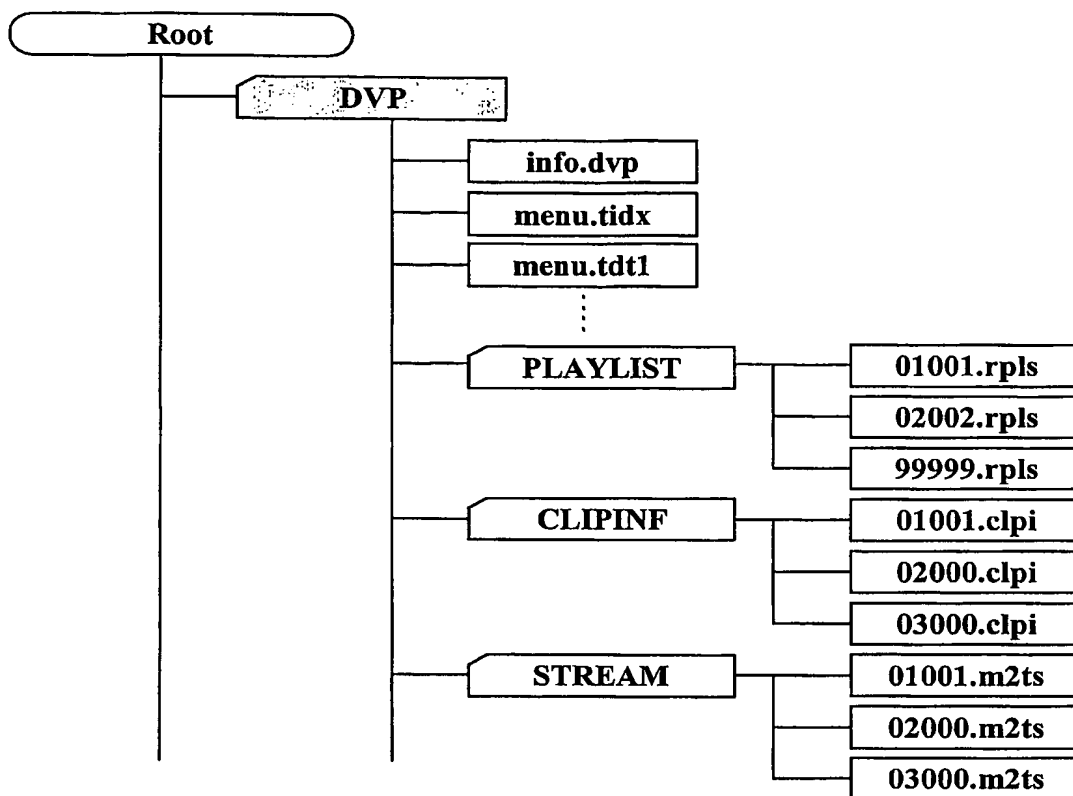 Root
DVP
info.dvp
menu.tidx
menu.tdt1
PLAYLIST
01001.rpls
02002.rpls
99999.rpls
CLIPINF
01001.clpi
02000.clpi
03000.clpi
STREAM
01001.m2ts
02000.m2ts
03000.m2ts